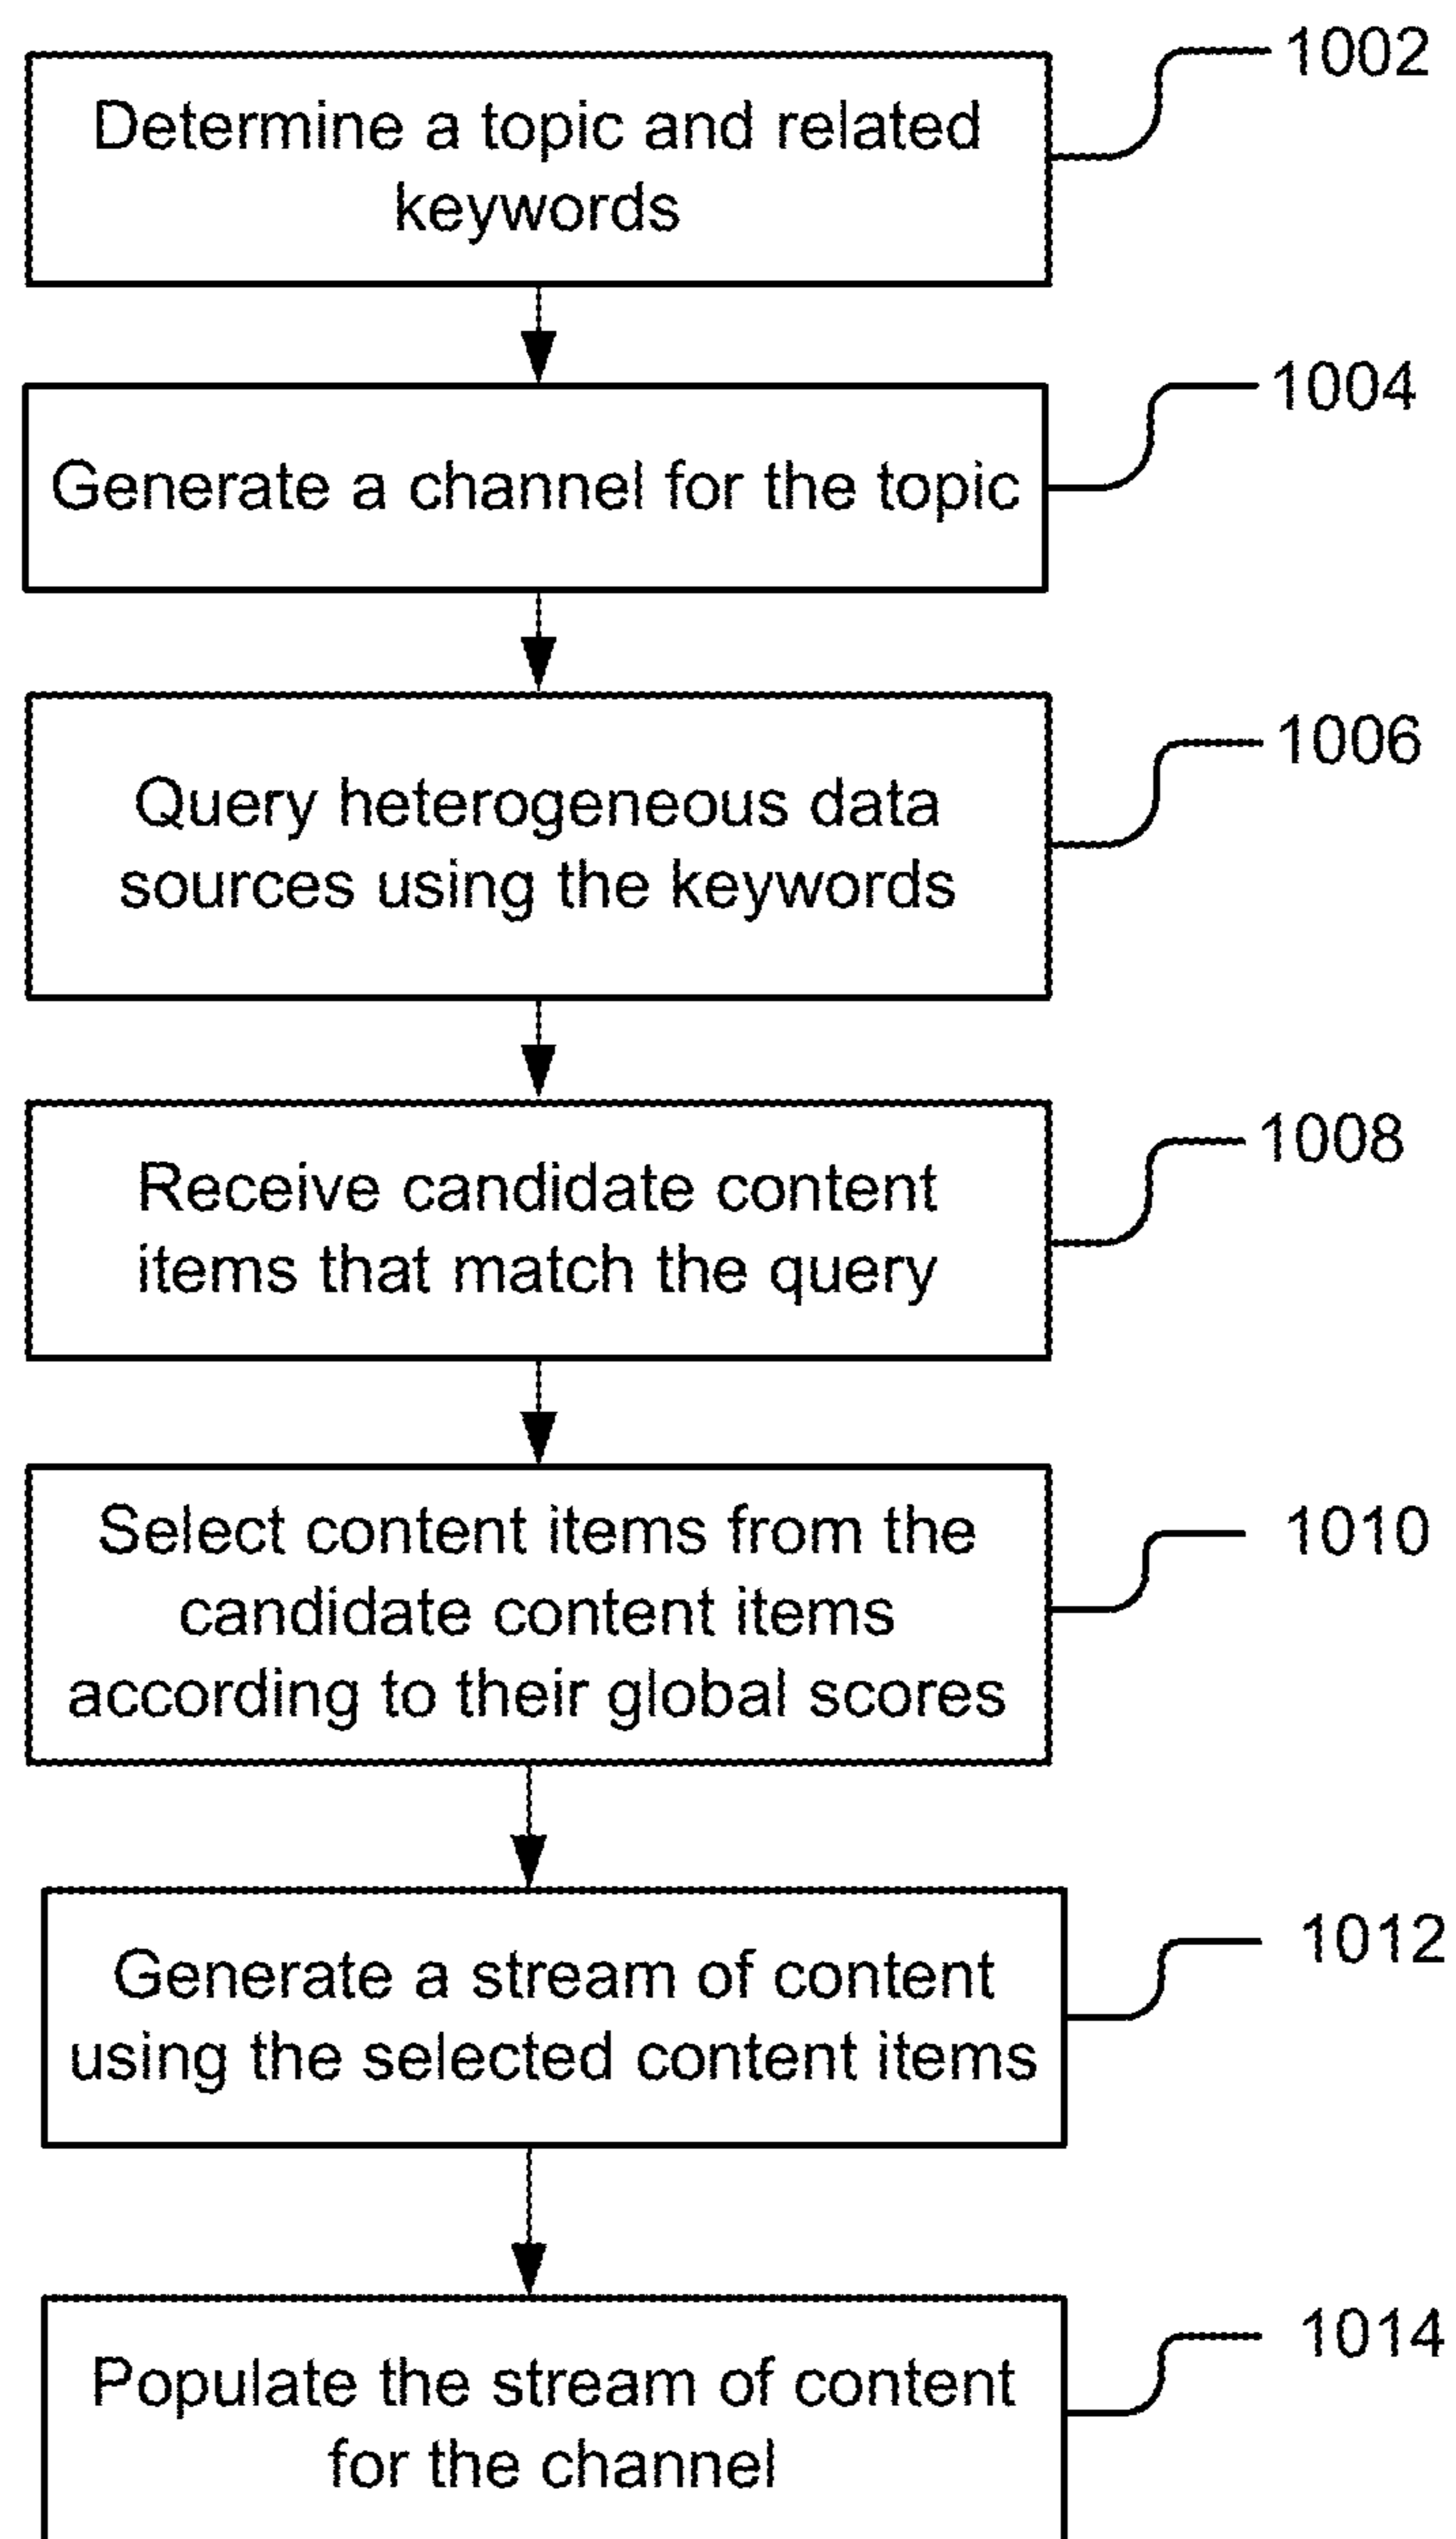 1002
Determine a topic and related
keywords
1004
Generate a channel for the topic
1006
Query heterogeneous data
sources using the keywords
1008
Receive candidate content
items that match the query
1010
Select content items from the
candidate content items
according to their global scores
1012
Generate a stream of content
using the selected content items
1014
Populate the stream of content
for the channel